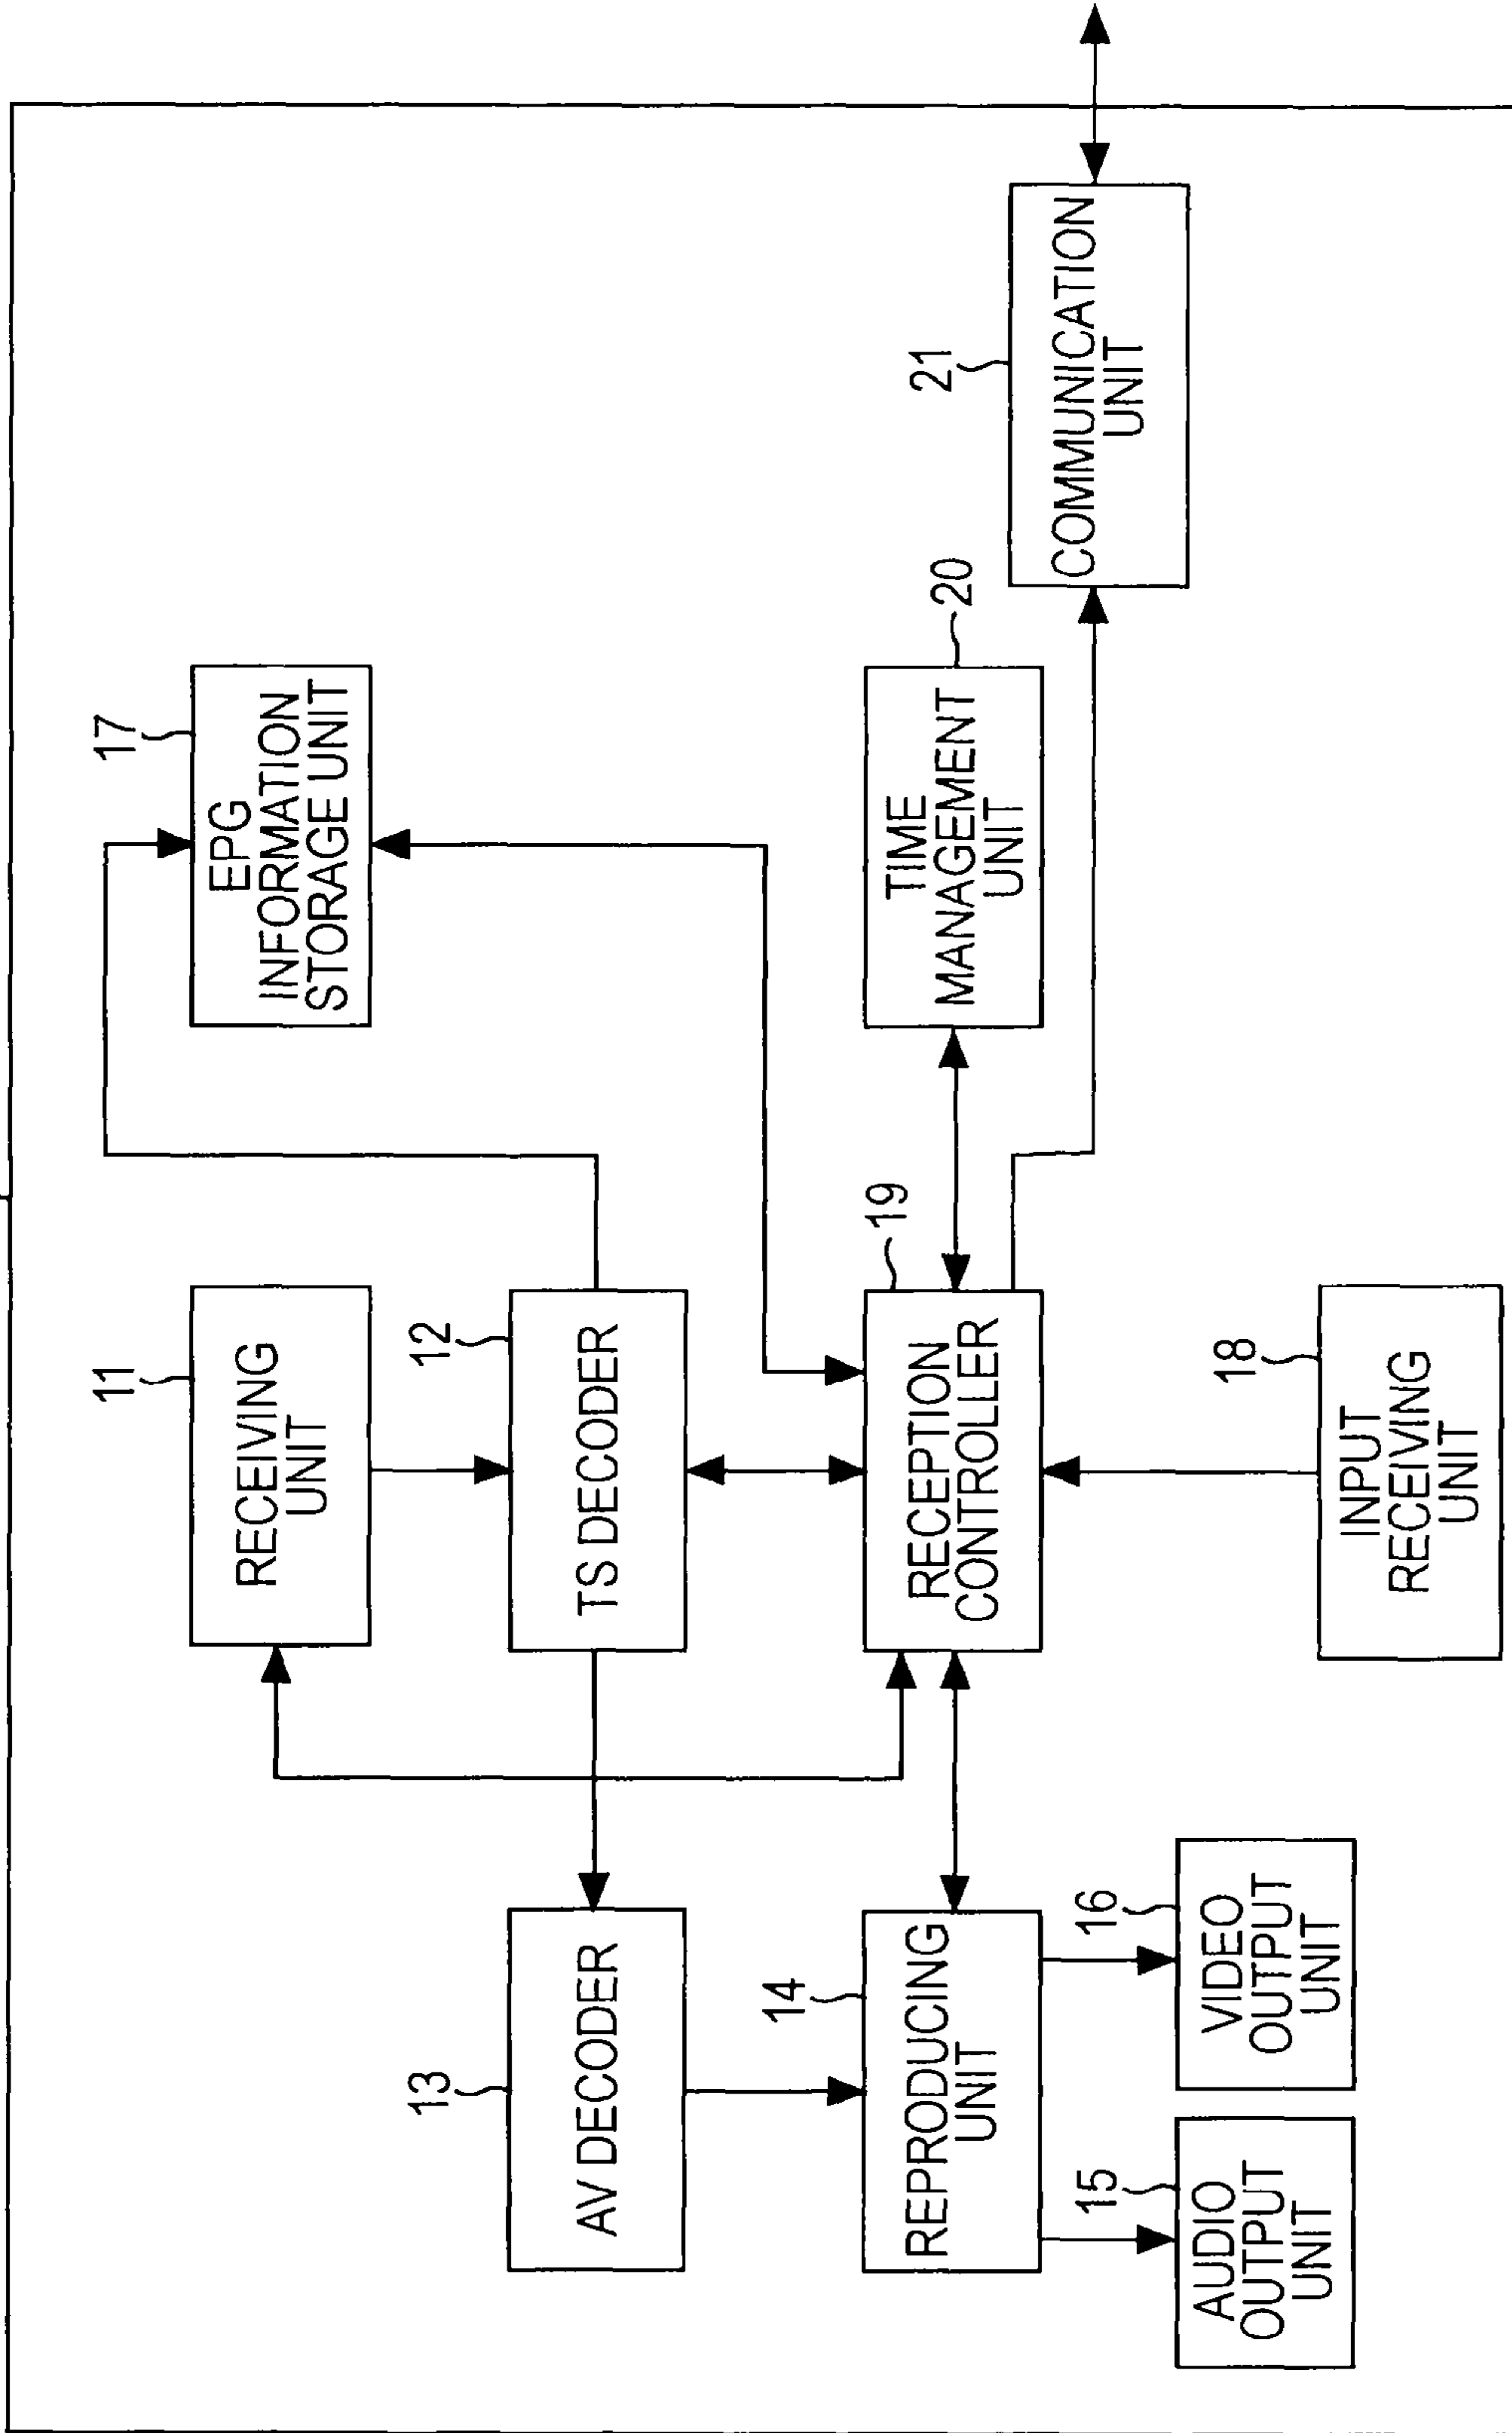 11
RECEIVING
UNIT
17
EPG
INFORMATION
STORAGE UNIT
13
AV DECODER
12
TS DECODER
14
REPRODUCING
UNIT
19
RECEPTION
CONTROLLER
20
TIME
MANAGEMENT
UNIT
21
COMMUNICATION
UNIT
15
AUDIO
OUTPUT
UNIT
16
VIDEO
OUTPUT
UNIT
18
INPUT
RECEIVING
UNIT